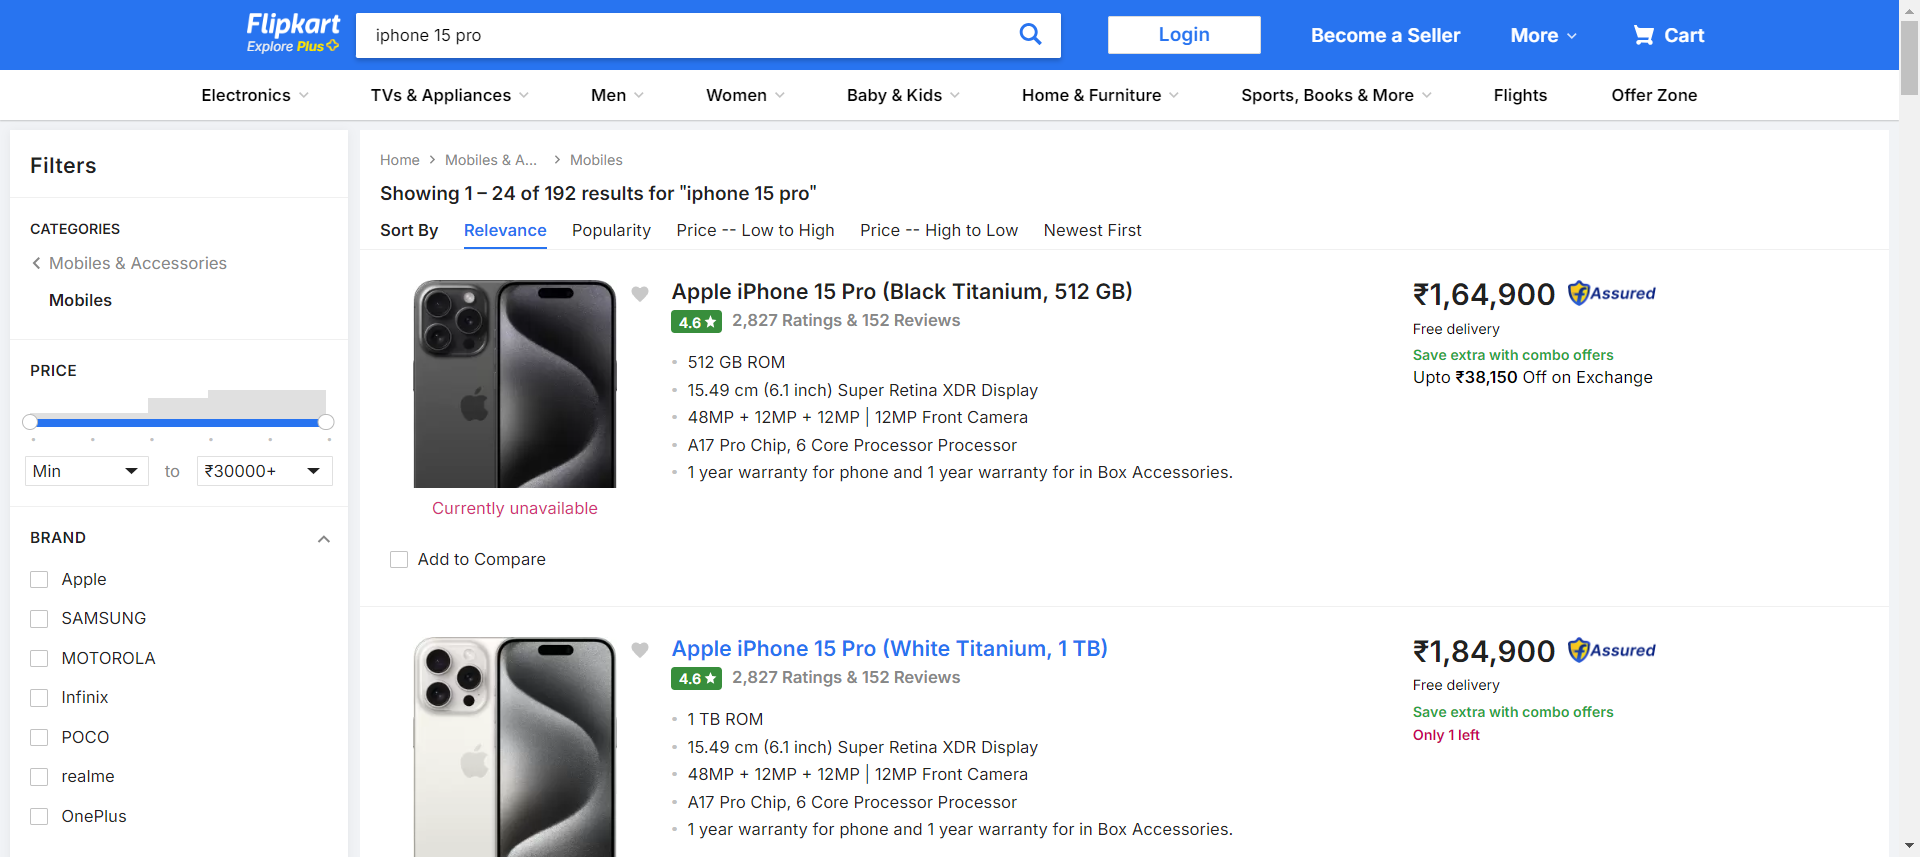 Flipkart
Explore Plus
iphone 15 pro
Login
Become a Seller
More
Cart
Electronics
TVs & Appliances
Men
Women
Baby & Kids
Home & Furniture
Sports, Books & More
Flights
Offer Zone
Filters
CATEGORIES
Mobiles & Accessories
Mobiles
PRICE
Min
to
₹30000+
BRAND
Apple
SAMSUNG
MOTOROLA
Infinix
POCO
realme
OnePlus
Home
Mobiles & A...
Mobiles
Showing 1 – 24 of 192 results for "iphone 15 pro"
Sort By
Relevance
Popularity
Price -- Low to High
Price -- High to Low
Newest First
Apple iPhone 15 Pro (Black Titanium, 512 GB)
4.6 ★
2,827 Ratings & 152 Reviews
512 GB ROM
15.49 cm (6.1 inch) Super Retina XDR Display
48MP + 12MP + 12MP | 12MP Front Camera
A17 Pro Chip, 6 Core Processor Processor
1 year warranty for phone and 1 year warranty for in Box Accessories.
Currently unavailable
Add to Compare
₹1,64,900
Assured
Free delivery
Save extra with combo offers
Upto ₹38,150 Off on Exchange
Apple iPhone 15 Pro (White Titanium, 1 TB)
4.6 ★
2,827 Ratings & 152 Reviews
1 TB ROM
15.49 cm (6.1 inch) Super Retina XDR Display
48MP + 12MP + 12MP | 12MP Front Camera
A17 Pro Chip, 6 Core Processor Processor
1 year warranty for phone and 1 year warranty for in Box Accessories.
₹1,84,900
Assured
Free delivery
Save extra with combo offers
Only 1 left